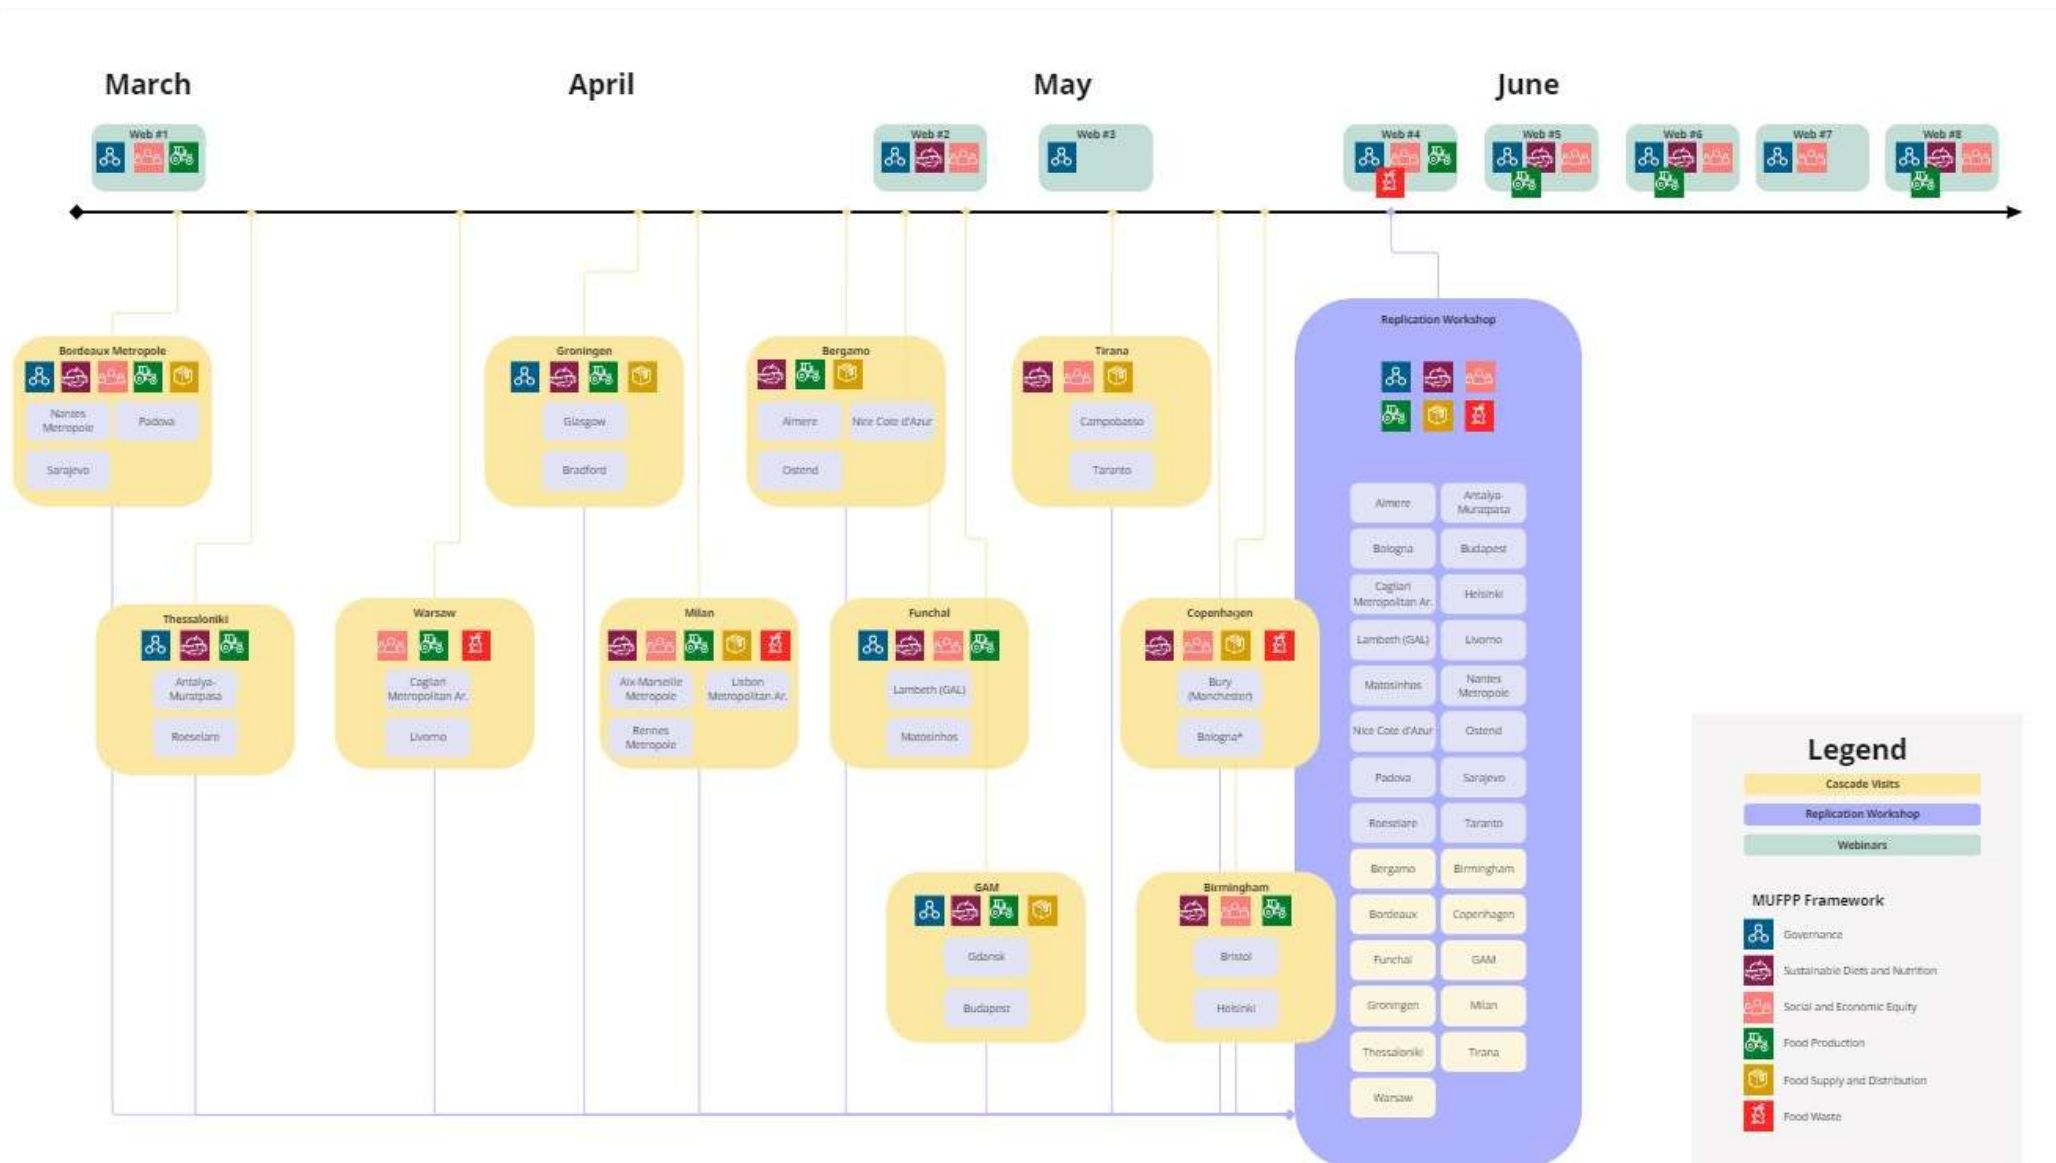 March
April
May
June
Web #1
Web #2
Web #3
Web #4
Web #5
Web #6
Web #7
Web #8
Bordeaux Metropole
Nantes
Metropole
Padova
Sarajevo
Groningen
Glasgow
Bradford
Bergamo
Almere
Nice Cote d'Azur
Ostend
Tirana
Campobasso
Taranto
Thessaloniki
Antalya-
Muratpasa
Roeselare
Warsaw
Cagliari
Metropolitan Ar.
Livorno
Milan
Aix-Marseille
Metropole
Lisbon
Metropolitan Ar.
Rennes
Metropole
Funchal
Lambeth (GAL)
Matosinhos
Copenhagen
Bury
(Manchester)
Bologna*
GAM
Gdansk
Budapest
Birmingham
Bristol
Helsinki
Replication Workshop
Almere
Antalya-
Muratpasa
Bologna
Budapest
Cagliari
Metropolitan Ar.
Helsinki
Lambeth (GAL)
Livorno
Matosinhos
Nantes
Metropole
Nice Cote d'Azur
Ostend
Padova
Sarajevo
Roeselare
Taranto
Bergamo
Birmingham
Bordeaux
Copenhagen
Funchal
GAM
Groningen
Milan
Thessaloniki
Tirana
Warsaw
Legend
Cascade Visits
Replication Workshop
Webinars
MUFPP Framework
Governance
Sustainable Diets and Nutrition
Social and Economic Equity
Food Production
Food Supply and Distribution
Food Waste